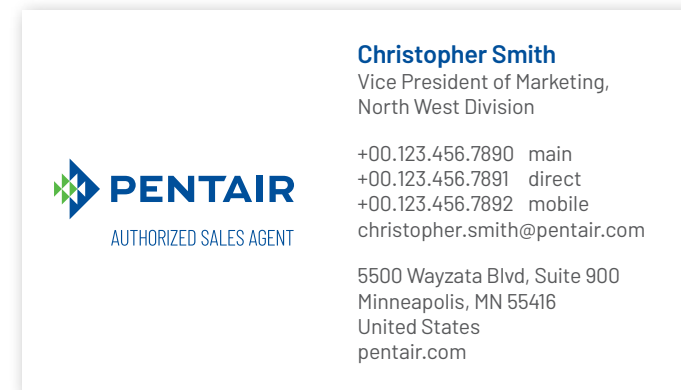 PENTAIR
AUTHORIZED SALES AGENT
Christopher Smith
Vice President of Marketing,
North West Division
+00.123.456.7890 main
+00.123.456.7891 direct
+00.123.456.7892 mobile
christopher.smith@pentair.com
5500 Wayzata Blvd, Suite 900
Minneapolis, MN 55416
United States
pentair.com